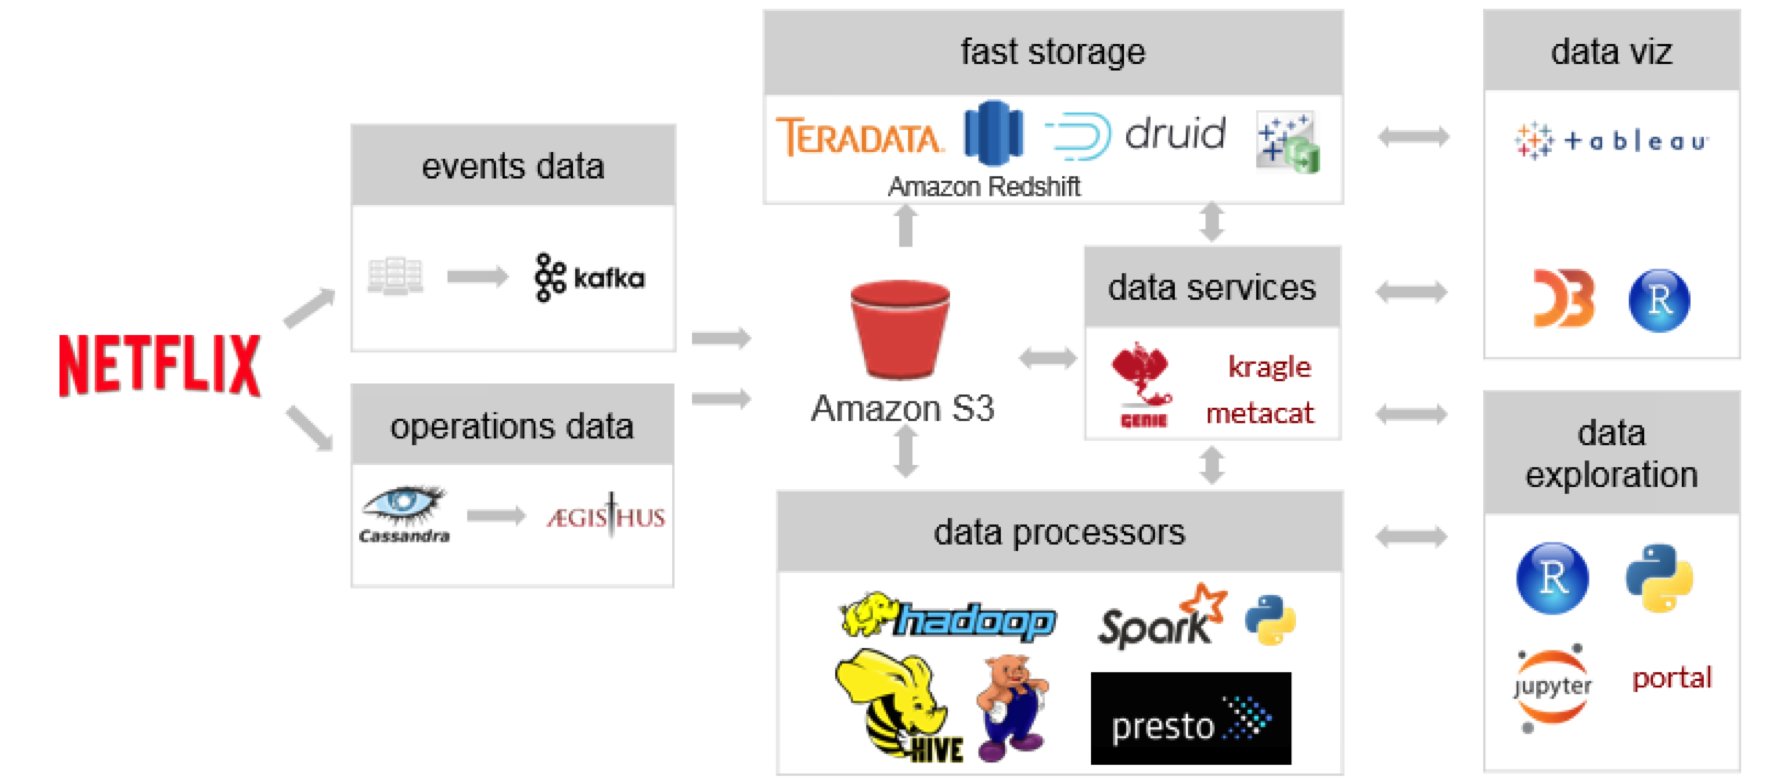 NETFLIX
events data
kafka
operations data
Cassandra
ÆGISTHUS
fast storage
TERADATA
Amazon Redshift
druid
Amazon S3
data services
GENIE
kragle
metacat
data processors
hadoop
Spark
HIVE
presto
data viz
+ a b | e a u
D3
R
data
exploration
R
jupyter
portal